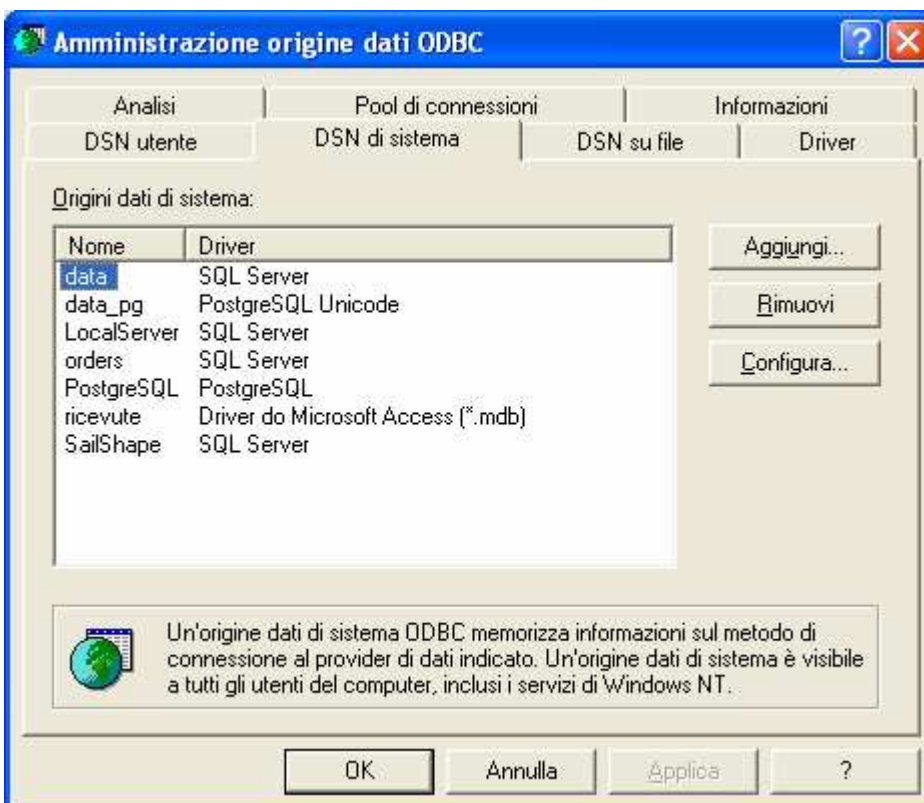 Amministrazione origine dati ODBC
?
Analisi Pool di connessioni Informazioni
DSN utente DSN di sistema DSN su file Driver
Origini dati di sistema:
Nome Driver
data SQL Server
data_pg PostgreSQL Unicode
LocalServer SQL Server
orders SQL Server
PostgreSQL PostgreSQL
ricevute Driver do Microsoft Access (*.mdb)
SailShape SQL Server
Aggiungi...
Rimuovi
Configura...
Un'origine dati di sistema ODBC memorizza informazioni sul metodo di
connessione al provider di dati indicato. Un'origine dati di sistema è visibile
a tutti gli utenti del computer, inclusi i servizi di Windows NT.
OK Annulla Applica ?